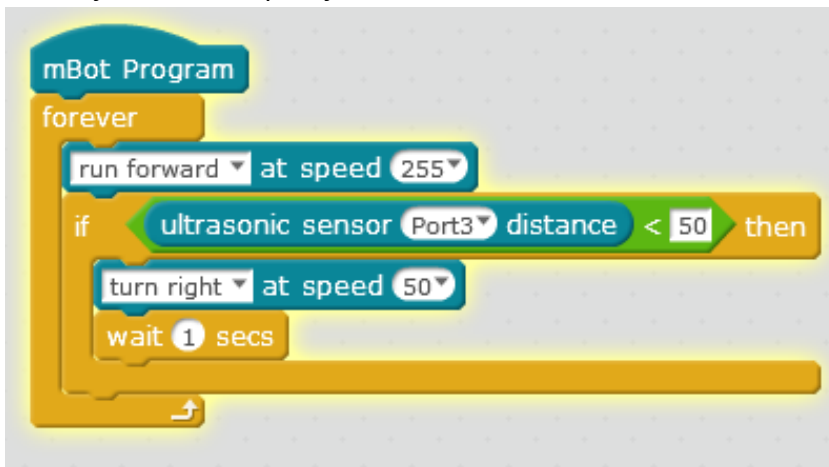 mBot Program
forever
run forward at speed 255
if ultrasonic sensor Port3 distance < 50 then
turn right at speed 50
wait 1 secs